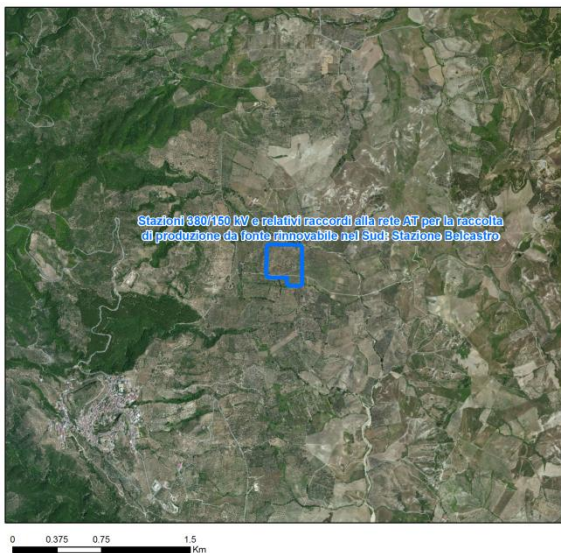 Stazioni 380/150 kV e relativi raccordi alla rete AT per la raccolta
di produzione da fonte rinnovabile nel Sud: Stazione Belcastro
0 0.375 0.75 1.5
Km